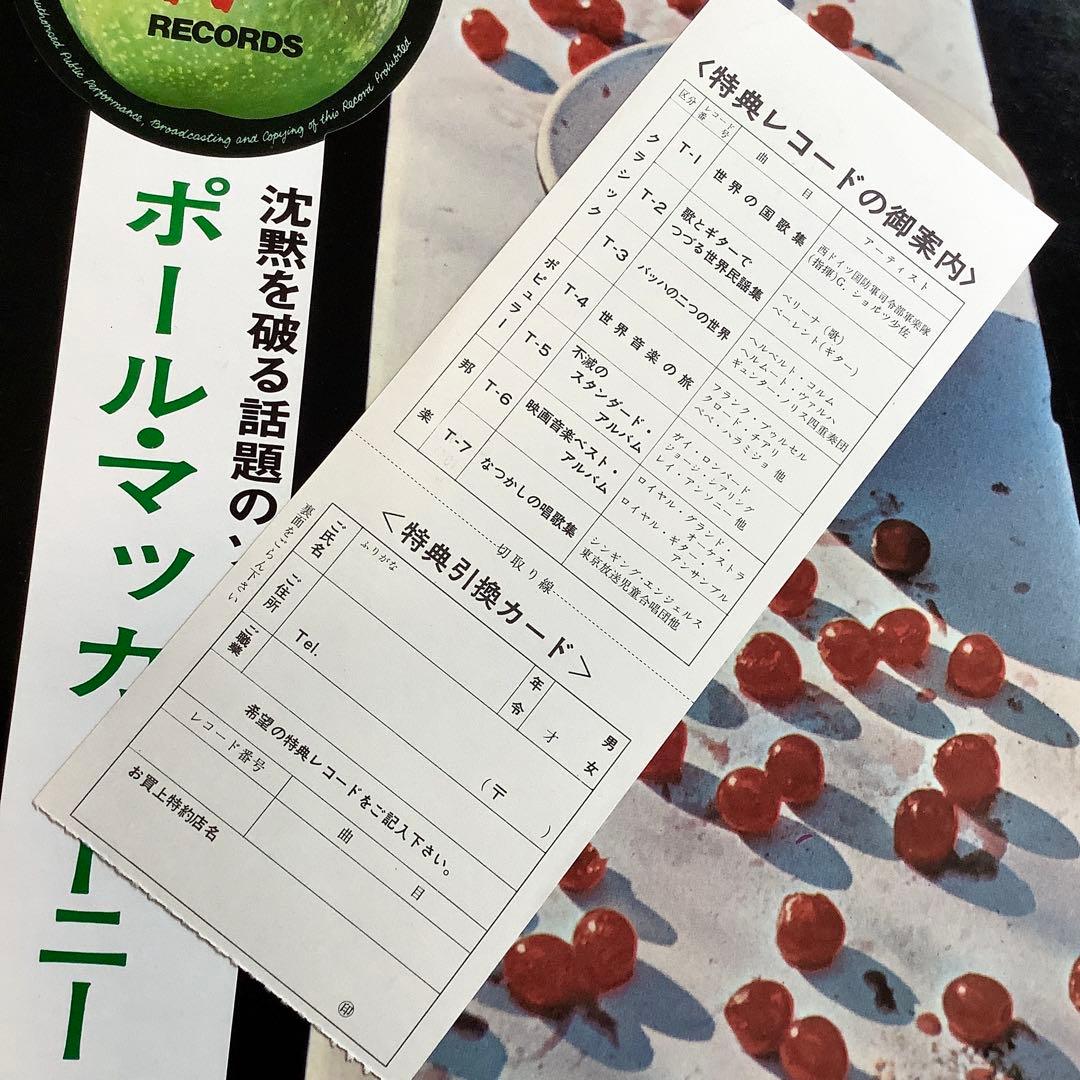 RECORDS
Authorized Public Performance, Broadcasting and Copying of this Record Prohibited
沈黙を破る話題の
ポール・マッカ
ーニー
〈特典レコードの御案内〉
区分 レコード番号 曲目 アーティスト
クラシック
T-1 世界の国歌集 西ドイツ国防軍司令部軍楽隊
(指揮)G.ショルツ少佐
T-2 歌とギターで
つづる世界民謡集
ベリーナ(歌)
ベーレント(ギター)
T-3 バッハの二つの世界 ヘルベルト・コルム
ヘルムート・ヴァルハ
ギュンター・ノリス四重奏団
ポピュラー
T-4 世界音楽の旅 フランク・プゥルセル
クロード・チアリ
ペペ・ハラミジョ 他
T-5 不滅の
スタンダード・
アルバム
ガイ・ロンバード
ジョージ・シアリング
レイ・アンソニー 他
T-6 映画音楽ベスト・
アルバム
ロイヤル・グランド・
オーケストラ
ロイヤル・ギター・アンサンブル
邦楽
T-7 なつかしの唱歌集 シンギング・エンジェルス
東京放送児童合唱団他
切取り線
〈特典引換カード〉
裏面をごらん下さい
ご氏名 ふりがな 年令 才 男 女
ご住所 Tel. (〒 )
ご職業
希望の特典レコードをご記入下さい。
レコード番号 曲目
お買上特約店名 印